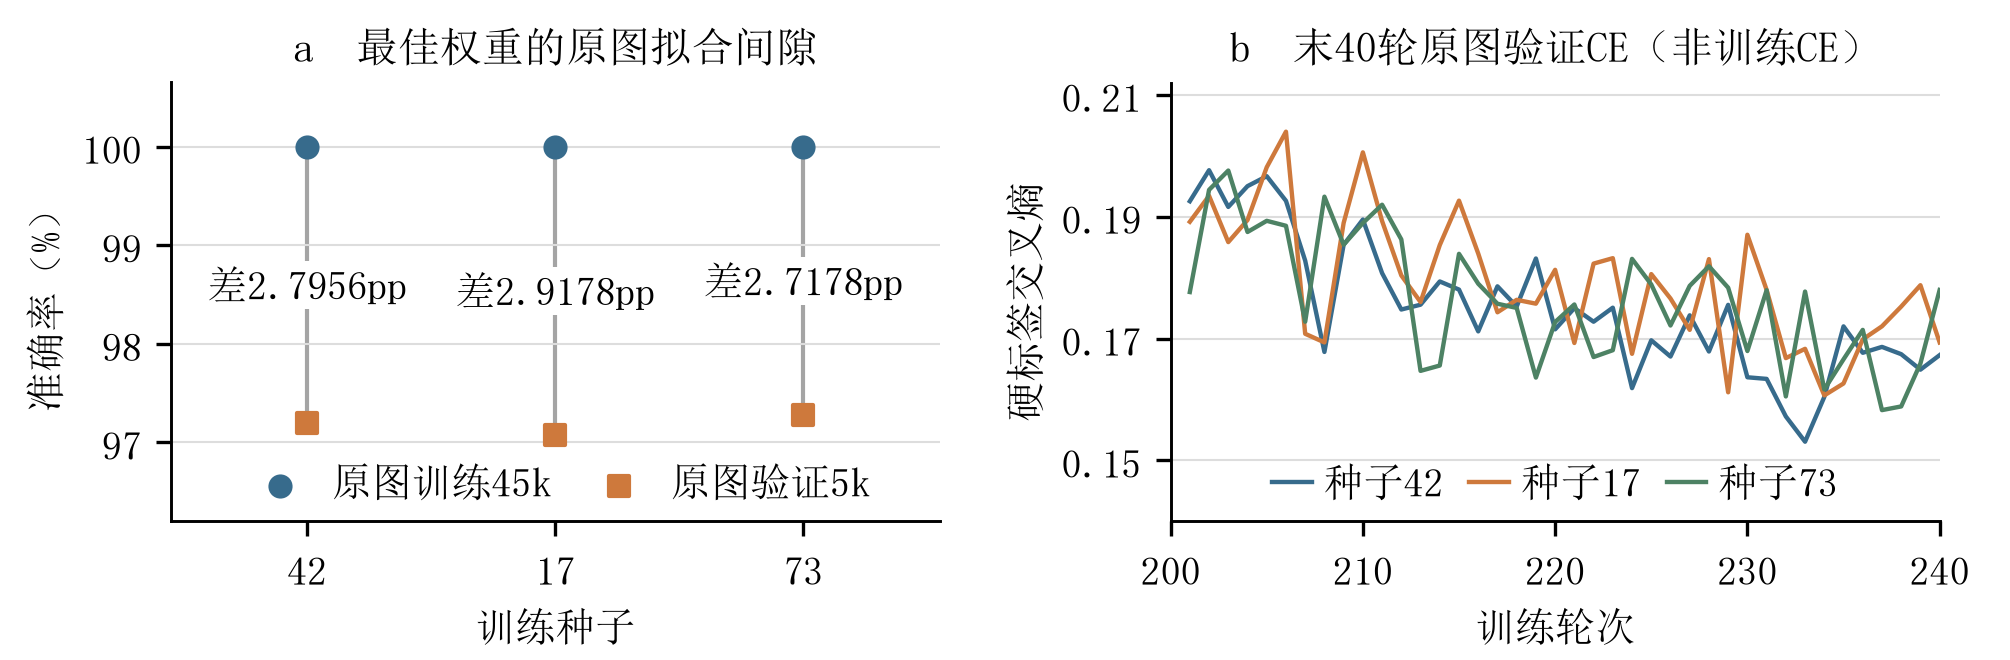 a 最佳权重的原图拟合间隙
准确率（%）
100
99
98
97
差2.7956pp
差2.9178pp
差2.7178pp
原图训练45k
原图验证5k
42
17
73
训练种子
b 末40轮原图验证CE（非训练CE）
硬标签交叉熵
0.21
0.19
0.17
0.15
种子42
种子17
种子73
200
210
220
230
240
训练轮次